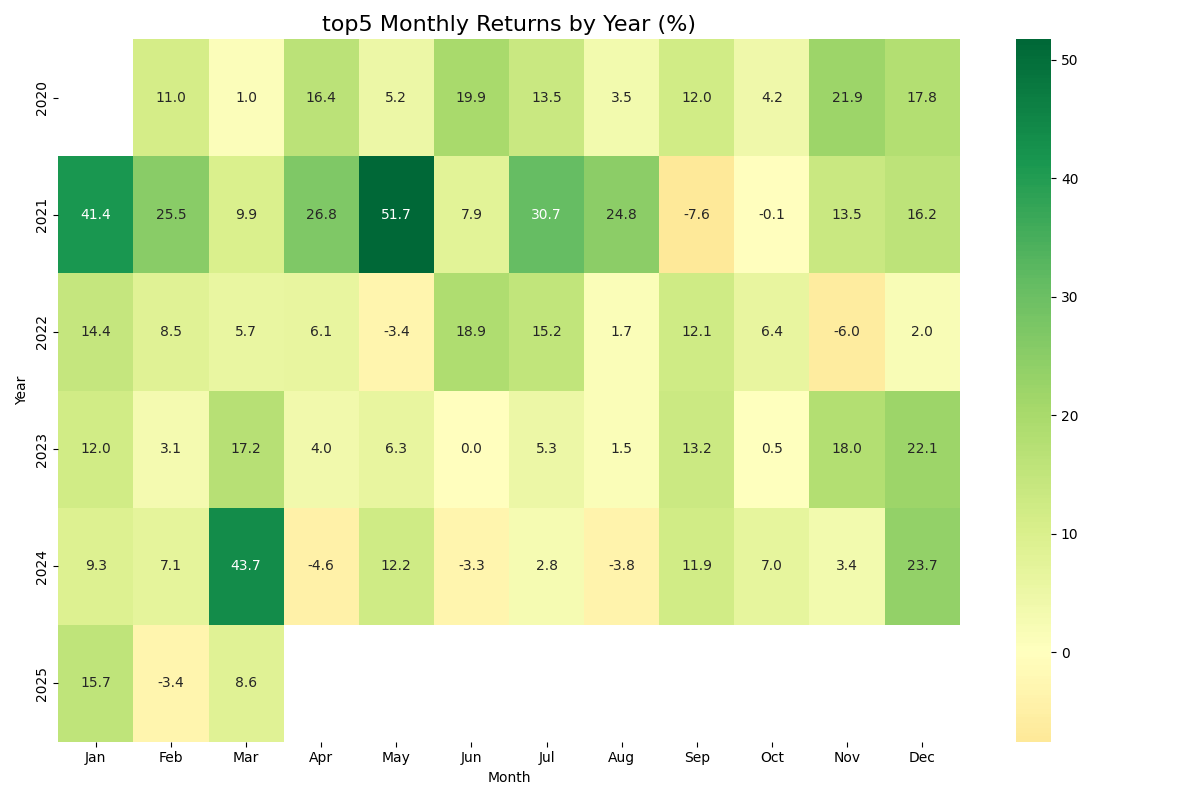 top5 Monthly Returns by Year (%)
2020 11.0 1.0 16.4 5.2 19.9 13.5 3.5 12.0 4.2 21.9 17.8
2021 41.4 25.5 9.9 26.8 51.7 7.9 30.7 24.8 -7.6 -0.1 13.5 16.2
2022 14.4 8.5 5.7 6.1 -3.4 18.9 15.2 1.7 12.1 6.4 -6.0 2.0
2023 12.0 3.1 17.2 4.0 6.3 0.0 5.3 1.5 13.2 0.5 18.0 22.1
2024 9.3 7.1 43.7 -4.6 12.2 -3.3 2.8 -3.8 11.9 7.0 3.4 23.7
2025 15.7 -3.4 8.6
Year
Jan Feb Mar Apr May Jun Jul Aug Sep Oct Nov Dec
Month
50
40
30
20
10
0